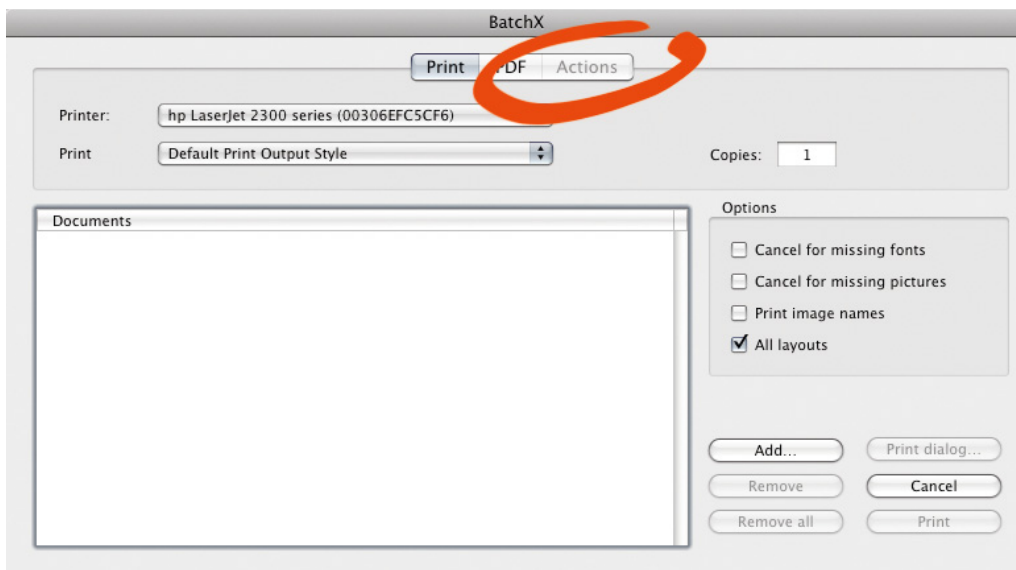 BatchX
Print PDF Actions
Printer: hp LaserJet 2300 series (00306EFC5CF6)
Print Default Print Output Style Copies: 1
Documents
Options
Cancel for missing fonts
Cancel for missing pictures
Print image names
All layouts
Add... Print dialog...
Remove Cancel
Remove all Print